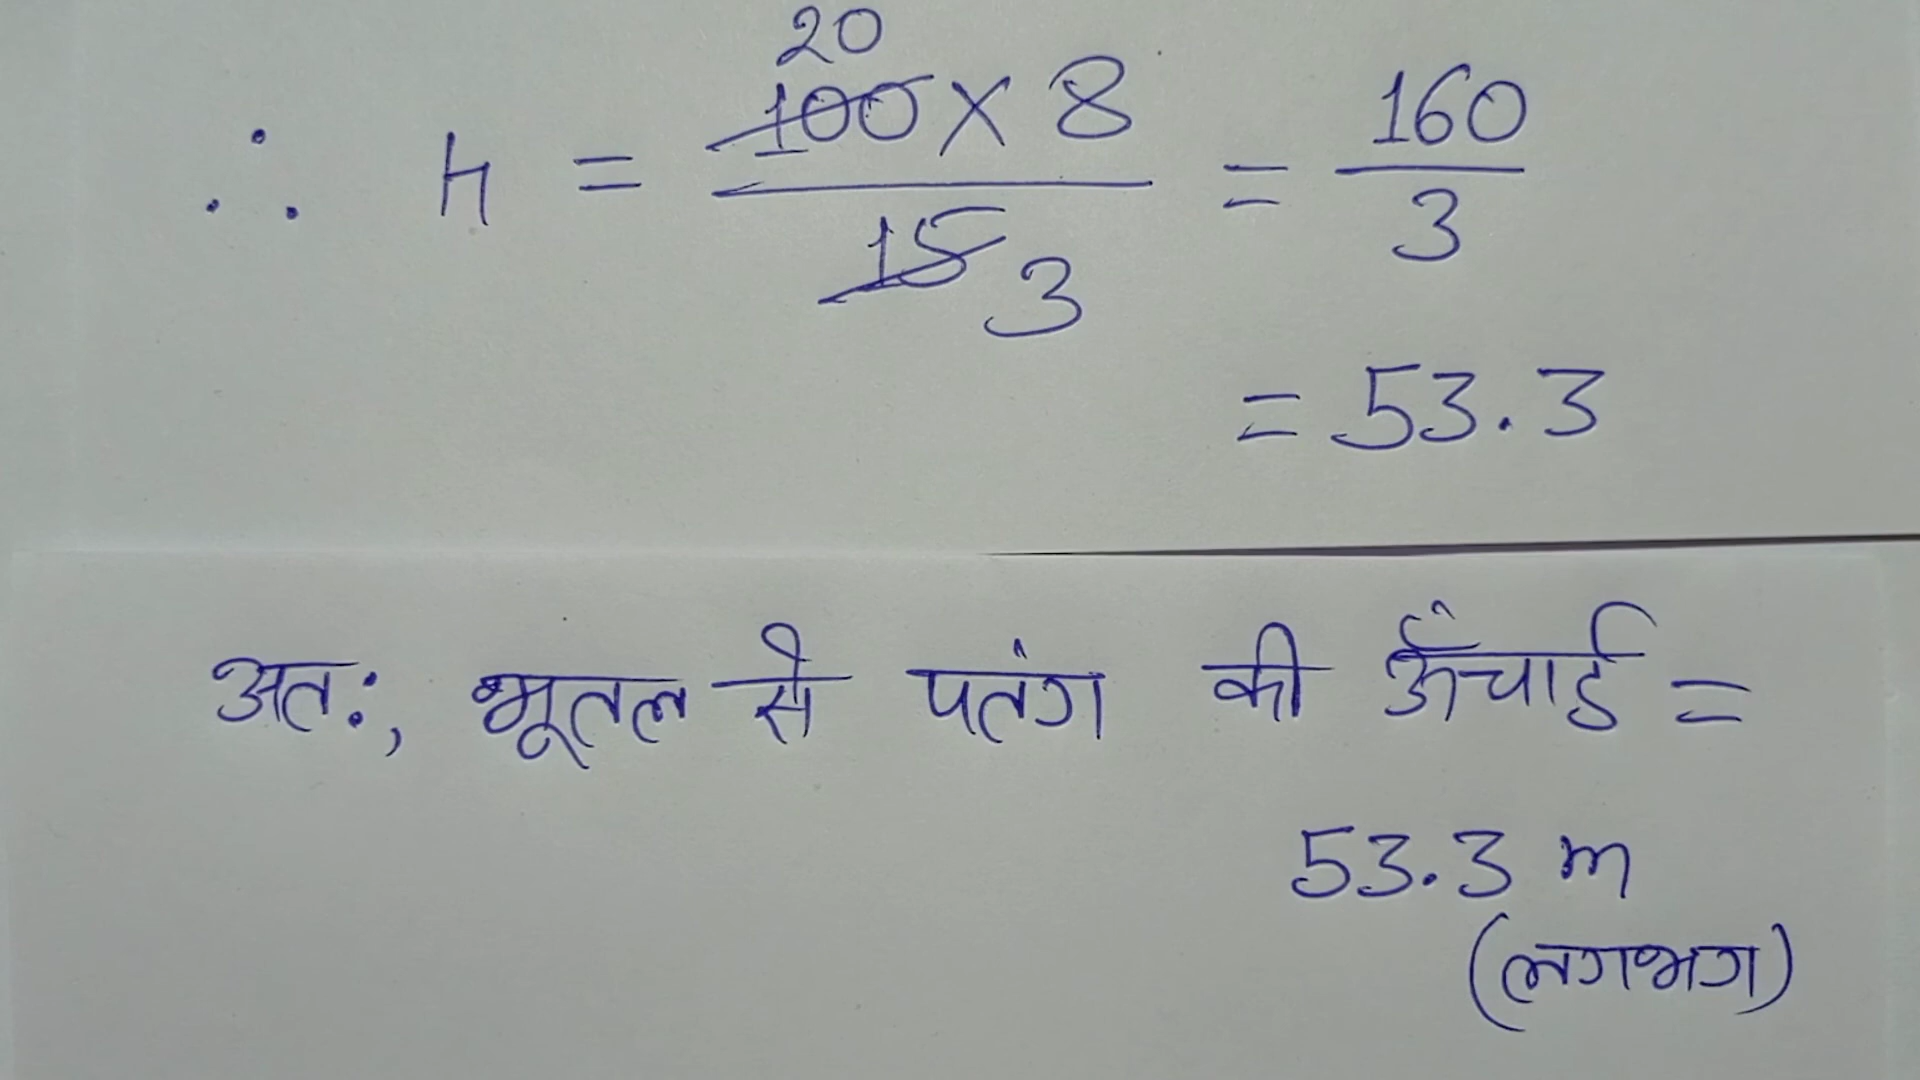 20
∴ h = 100 × 8 / 15 3 = 160 / 3
= 53.3
अतः, भूतल से पतंग की ऊँचाई =
53.3 m
(लगभग)